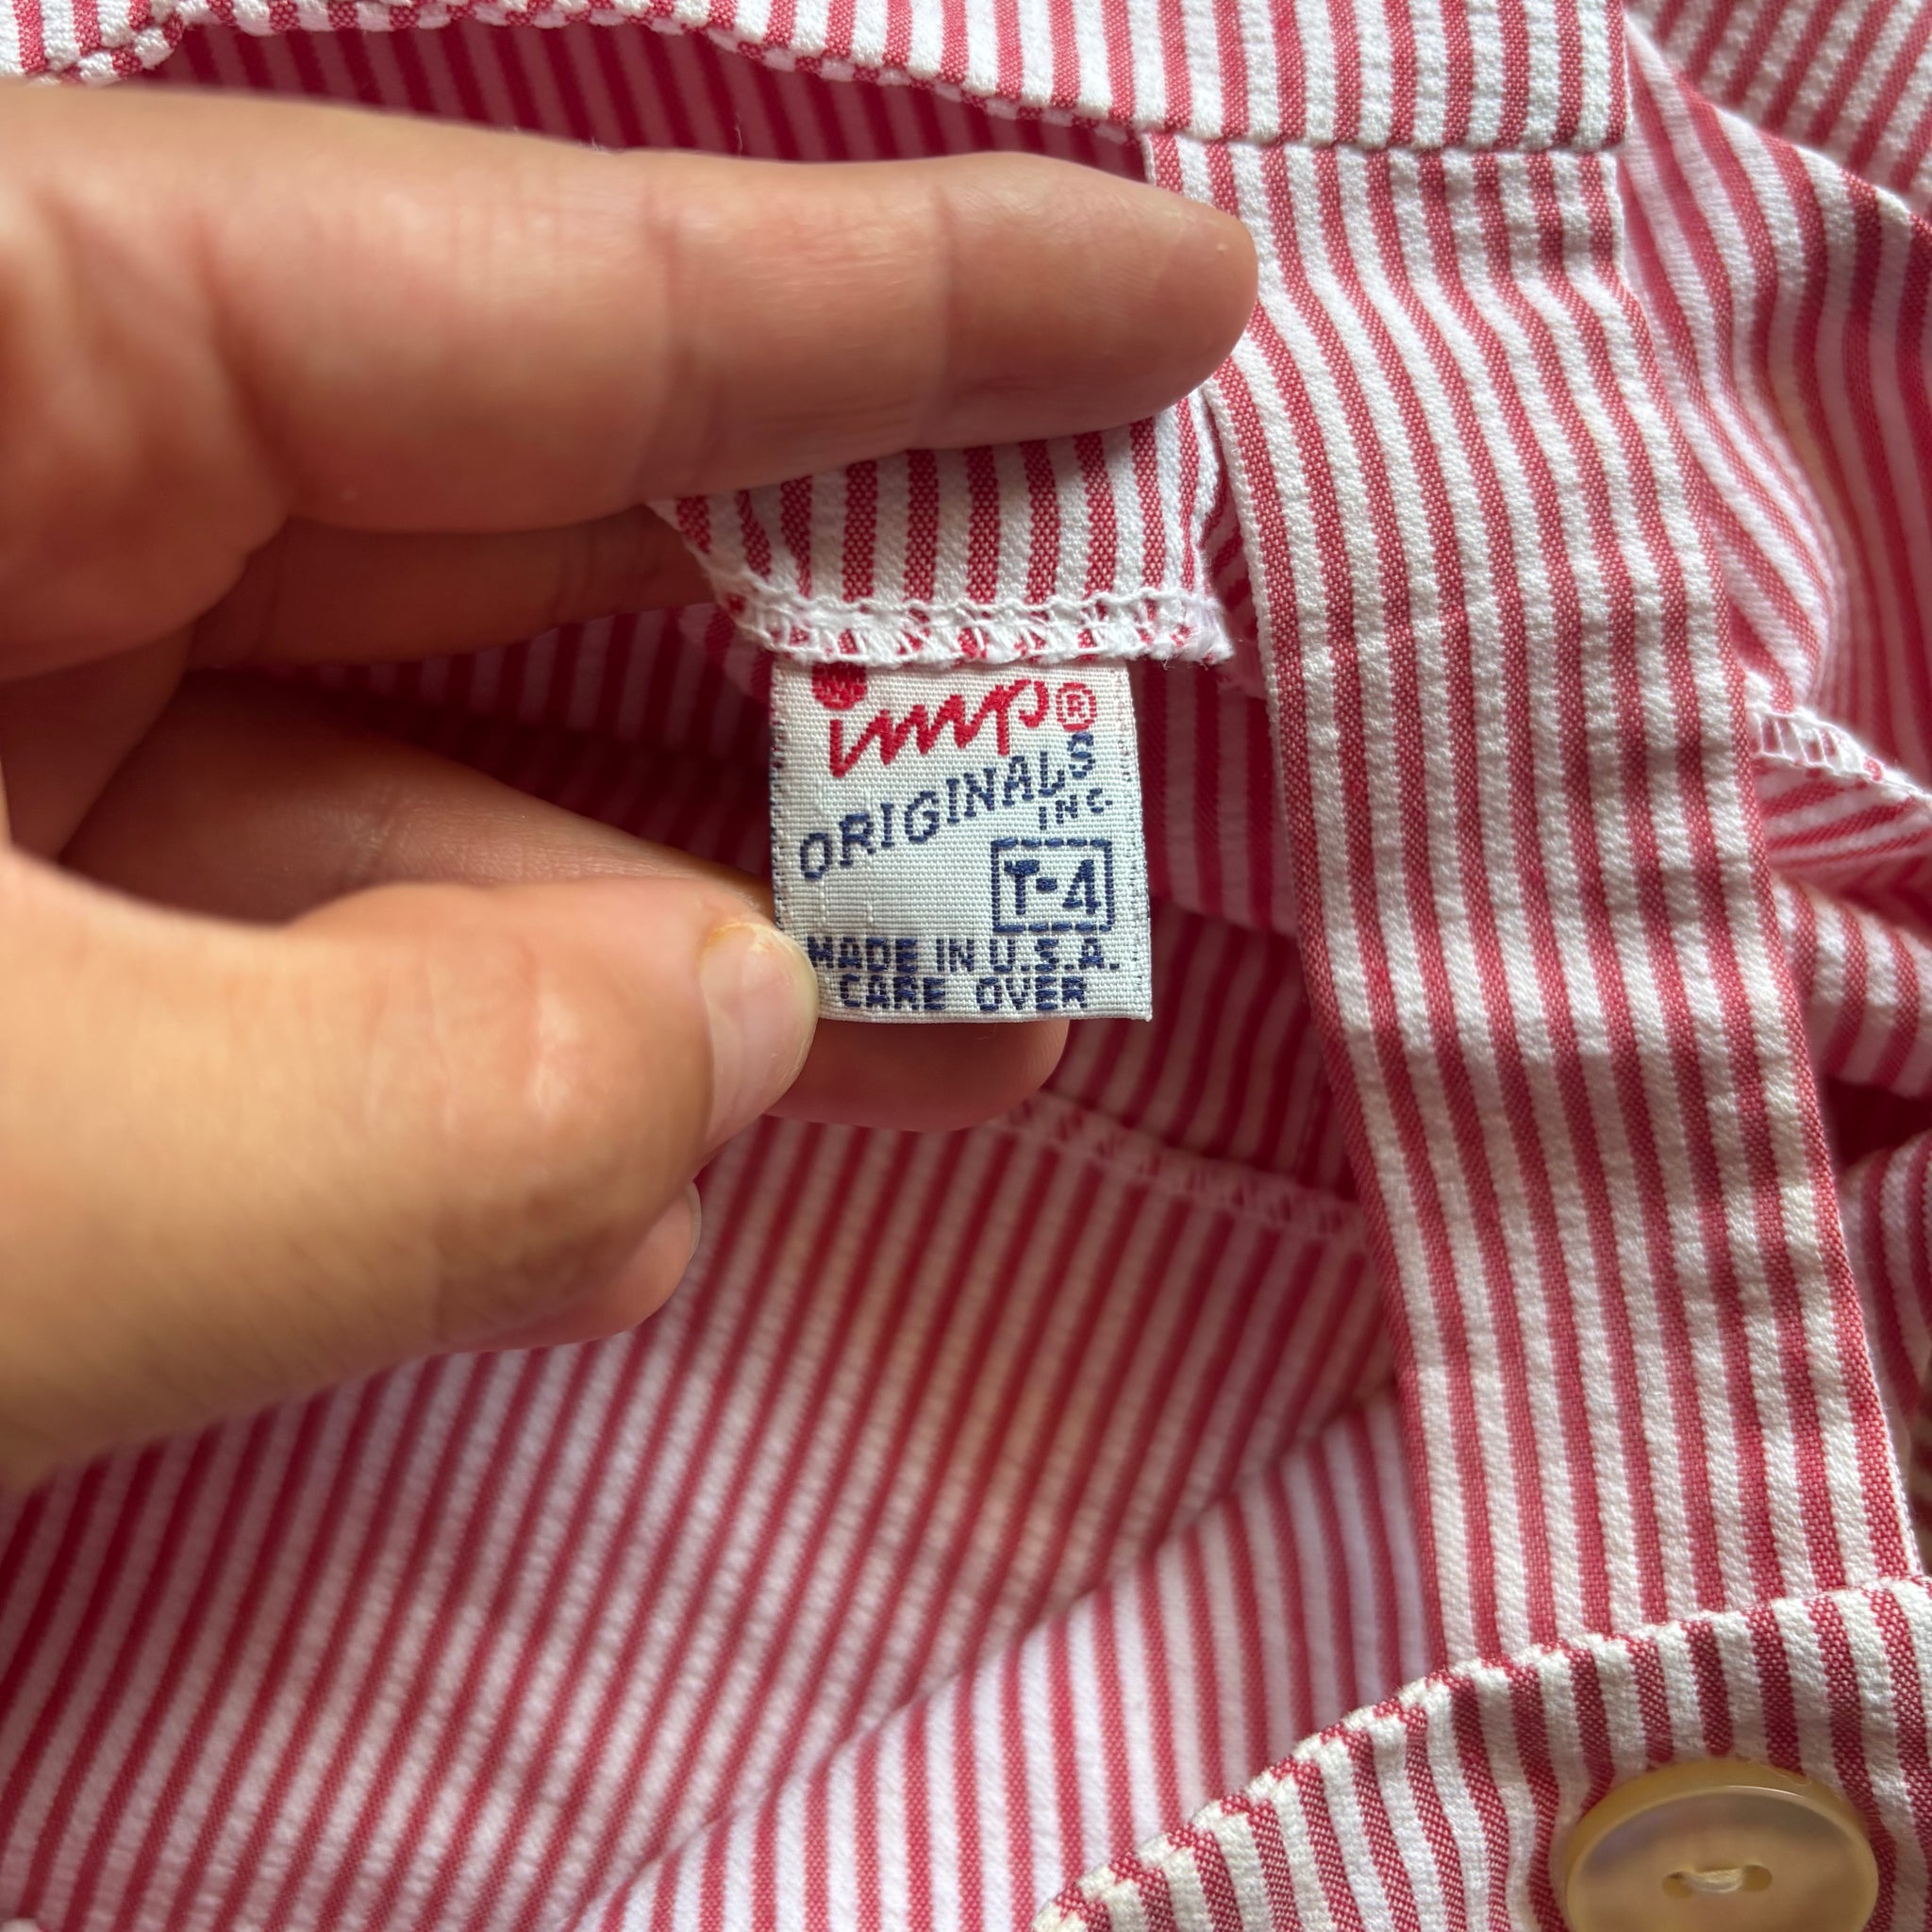 imp®
ORIGINALS
INC.
T-4
MADE IN U.S.A.
CARE OVER